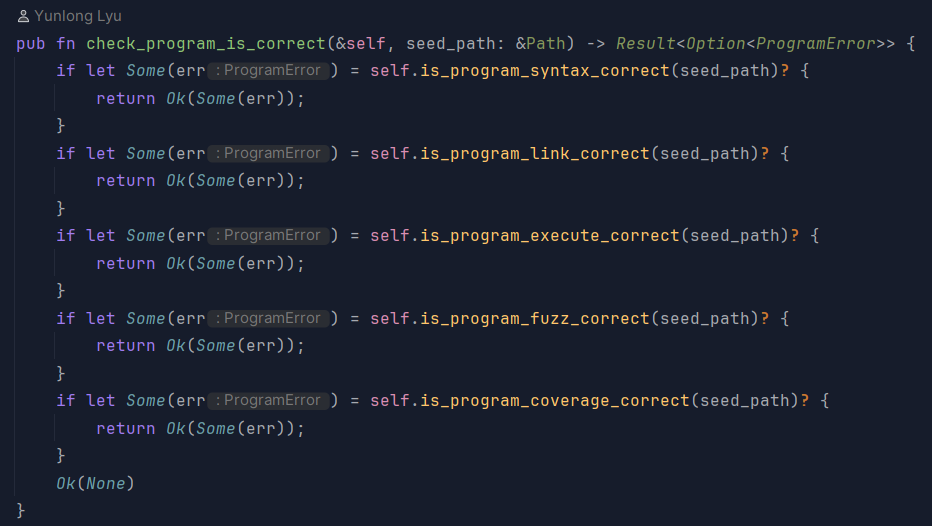 Yunlong Lyu
pub fn check_program_is_correct(&self, seed_path: &Path) -> Result<Option<ProgramError>> {
    if let Some(err : ProgramError ) = self.is_program_syntax_correct(seed_path)? {
        return Ok(Some(err));
    }
    if let Some(err : ProgramError ) = self.is_program_link_correct(seed_path)? {
        return Ok(Some(err));
    }
    if let Some(err : ProgramError ) = self.is_program_execute_correct(seed_path)? {
        return Ok(Some(err));
    }
    if let Some(err : ProgramError ) = self.is_program_fuzz_correct(seed_path)? {
        return Ok(Some(err));
    }
    if let Some(err : ProgramError ) = self.is_program_coverage_correct(seed_path)? {
        return Ok(Some(err));
    }
    Ok(None)
}